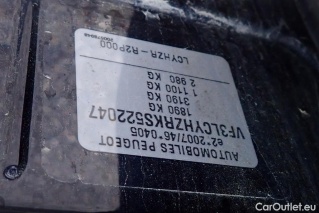 AUTOMOBILES PEUGEOT
e2*2007/46*0405
VF3LCYHZRKS522047
1890 KG
3190 KG
1 1100 KG
2 980 KG
LCYHZR - R2P000
© CarOutlet.eu